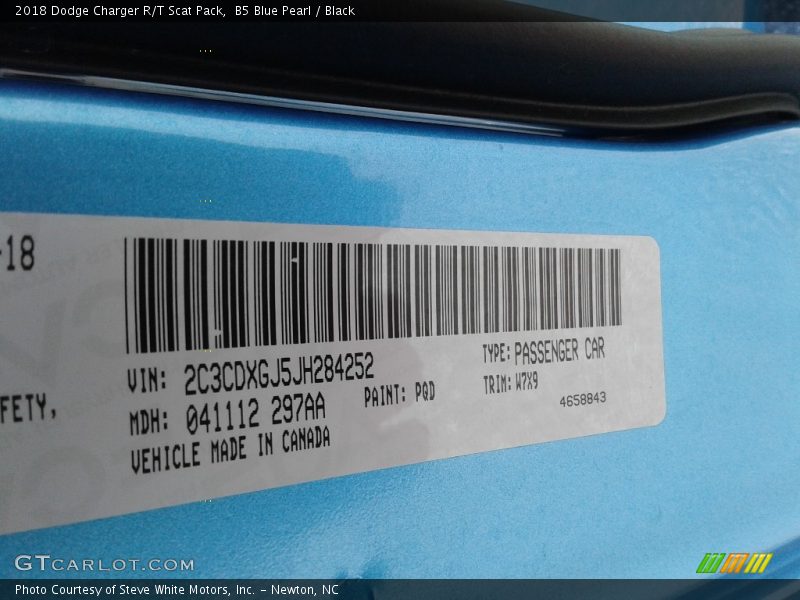 2018 Dodge Charger R/T Scat Pack,  B5 Blue Pearl / Black
-18
FETY,
VIN: 2C3CDXGJ5JH284252
TYPE: PASSENGER CAR
MDH: 041112 297AA
PAINT: PQD
TRIM: W7X9
VEHICLE MADE IN CANADA
4658843
GTCARLOT.COM
Photo Courtesy of Steve White Motors, Inc. – Newton, NC